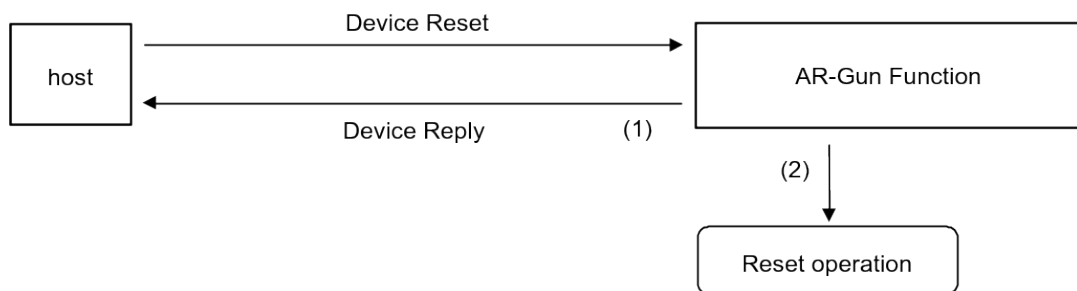 Device Reset
host
AR-Gun Function
Device Reply
(1)
(2)
Reset operation